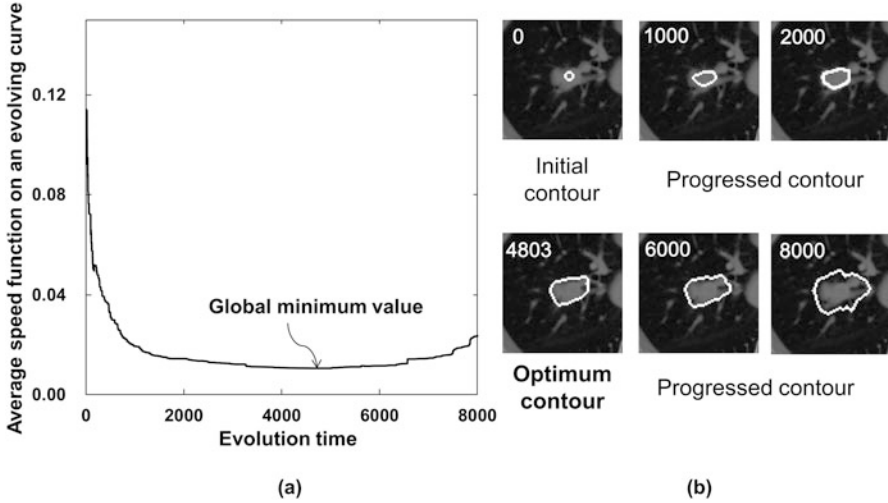 Average speed function on an evolving curve
0.12
0.08
0.04
0.00
Global minimum value
0
2000
4000
6000
8000
Evolution time
(a)
0
1000
2000
Initial
contour
Progressed contour
4803
6000
8000
Optimum
contour
Progressed contour
(b)